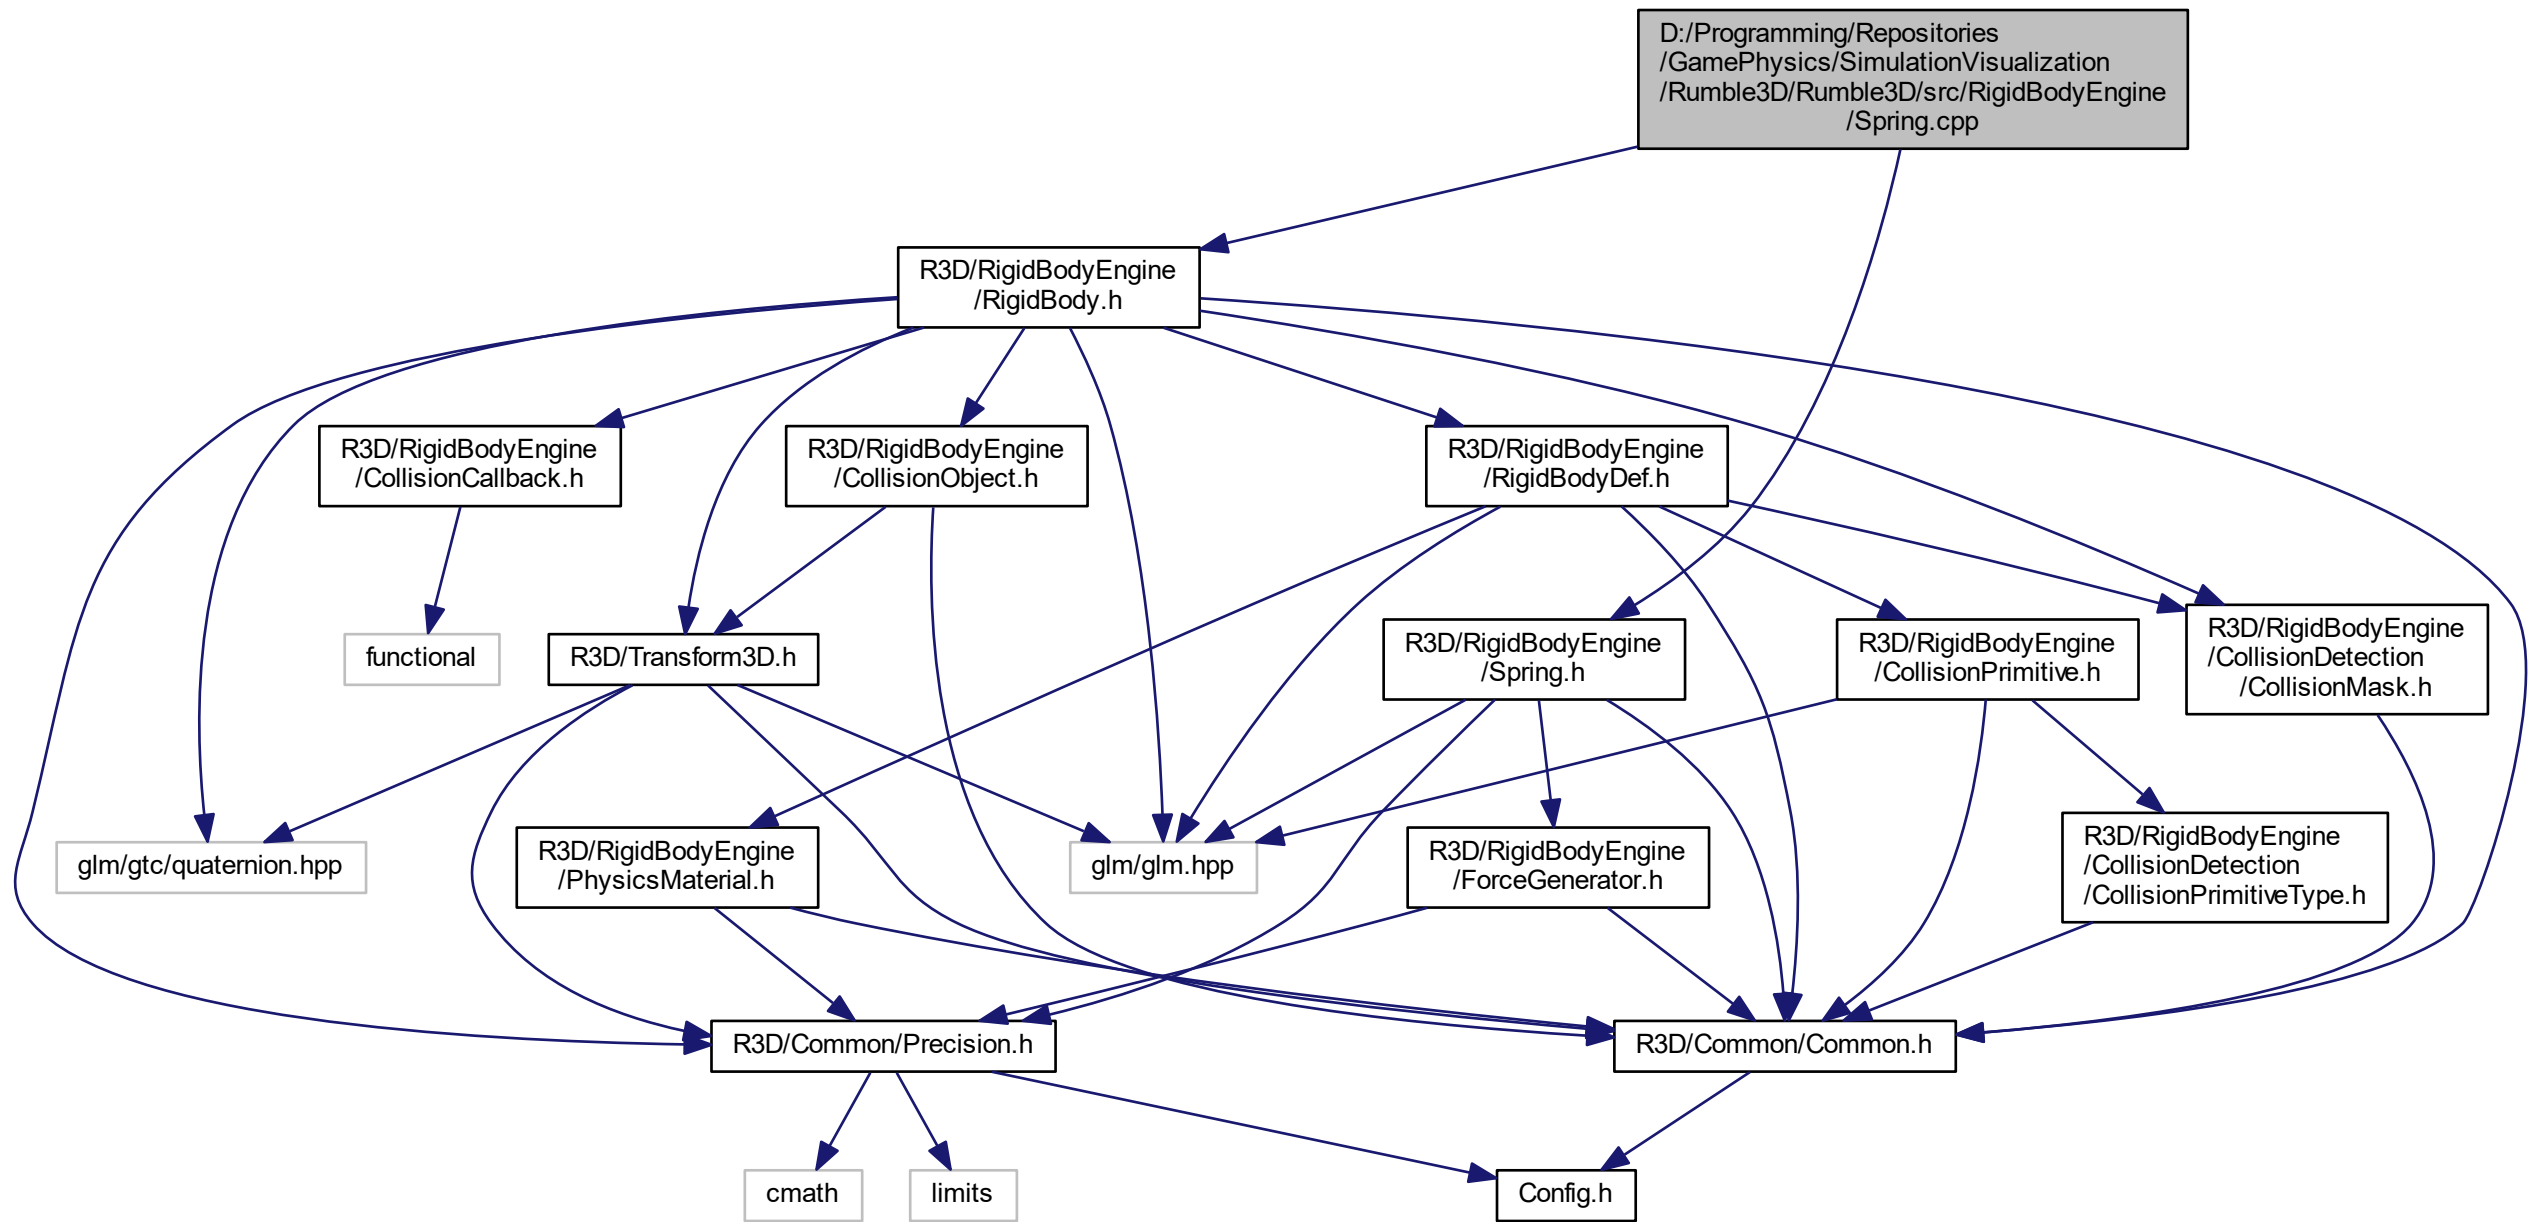 D:/Programming/Repositories
/GamePhysics/SimulationVisualization
/Rumble3D/Rumble3D/src/RigidBodyEngine
/Spring.cpp
R3D/RigidBodyEngine
/RigidBody.h
R3D/RigidBodyEngine
/CollisionCallback.h
R3D/RigidBodyEngine
/CollisionObject.h
R3D/RigidBodyEngine
/RigidBodyDef.h
functional
R3D/Transform3D.h
R3D/RigidBodyEngine
/Spring.h
R3D/RigidBodyEngine
/CollisionPrimitive.h
R3D/RigidBodyEngine
/CollisionDetection
/CollisionMask.h
glm/gtc/quaternion.hpp
R3D/RigidBodyEngine
/PhysicsMaterial.h
glm/glm.hpp
R3D/RigidBodyEngine
/ForceGenerator.h
R3D/RigidBodyEngine
/CollisionDetection
/CollisionPrimitiveType.h
R3D/Common/Precision.h
R3D/Common/Common.h
cmath
limits
Config.h